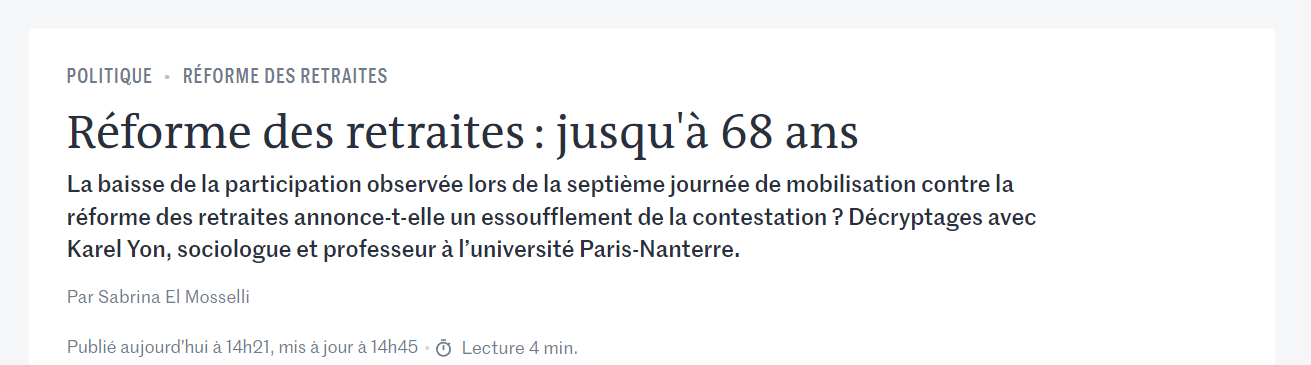 POLITIQUE • RÉFORME DES RETRAITES
Réforme des retraites : jusqu'à 68 ans
La baisse de la participation observée lors de la septième journée de mobilisation contre la
réforme des retraites annonce-t-elle un essoufflement de la contestation ? Décryptages avec
Karel Yon, sociologue et professeur à l’université Paris-Nanterre.
Par Sabrina El Mosselli
Publié aujourd’hui à 14h21, mis à jour à 14h45 • Lecture 4 min.